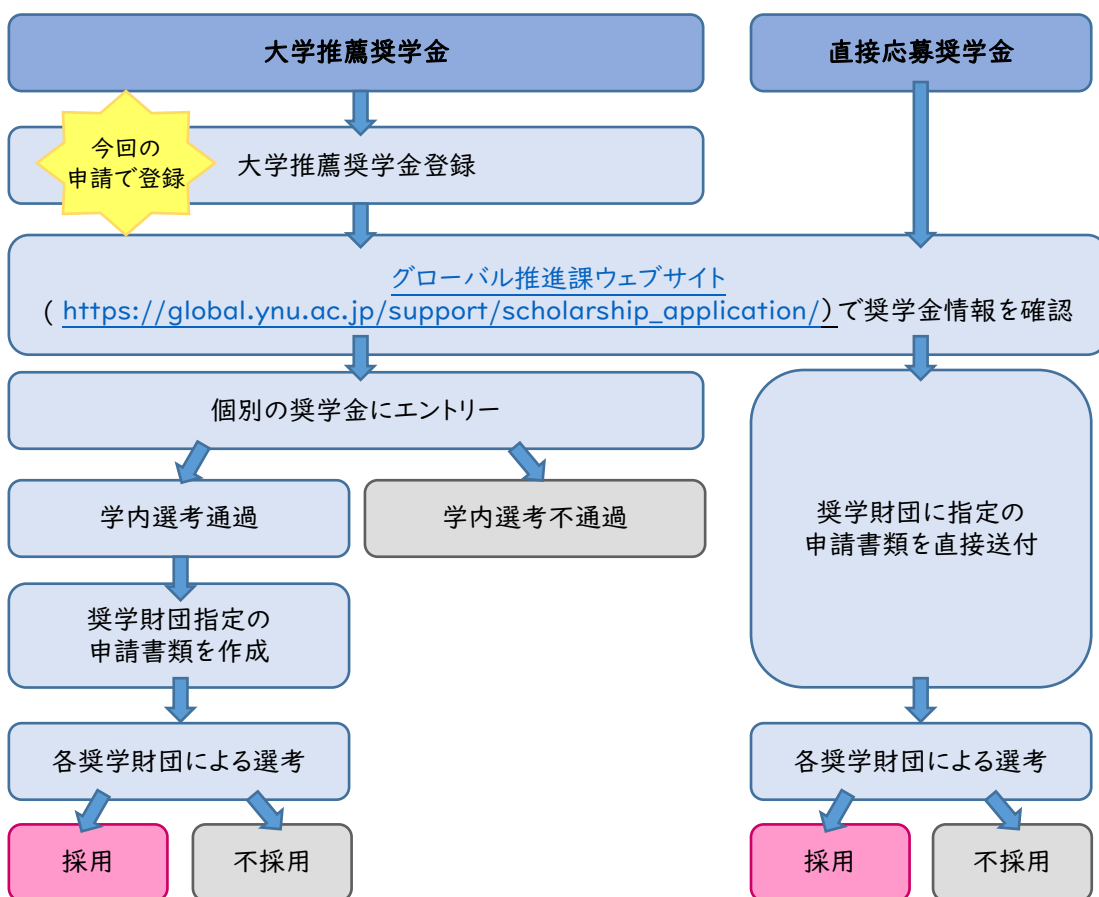 大学推薦奨学金
直接応募奨学金
今回の
申請で登録
大学推薦奨学金登録
グローバル推進課ウェブサイト
( https://global.ynu.ac.jp/support/scholarship_application/)で奨学金情報を確認
個別の奨学金にエントリー
学内選考通過
学内選考不通過
奨学財団に指定の
申請書類を直接送付
奨学財団指定の
申請書類を作成
各奨学財団による選考
各奨学財団による選考
採用
不採用
採用
不採用